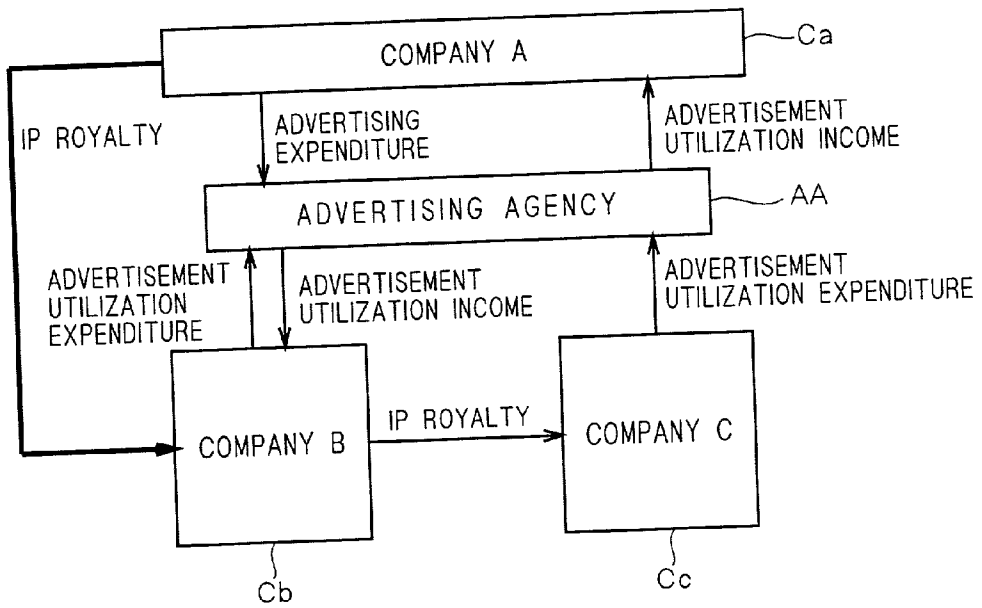 COMPANY A
Ca
IP ROYALTY
ADVERTISING
EXPENDITURE
ADVERTISEMENT
UTILIZATION INCOME
ADVERTISING AGENCY
AA
ADVERTISEMENT
UTILIZATION
EXPENDITURE
ADVERTISEMENT
UTILIZATION INCOME
ADVERTISEMENT
UTILIZATION EXPENDITURE
COMPANY B
IP ROYALTY
COMPANY C
Cb
Cc